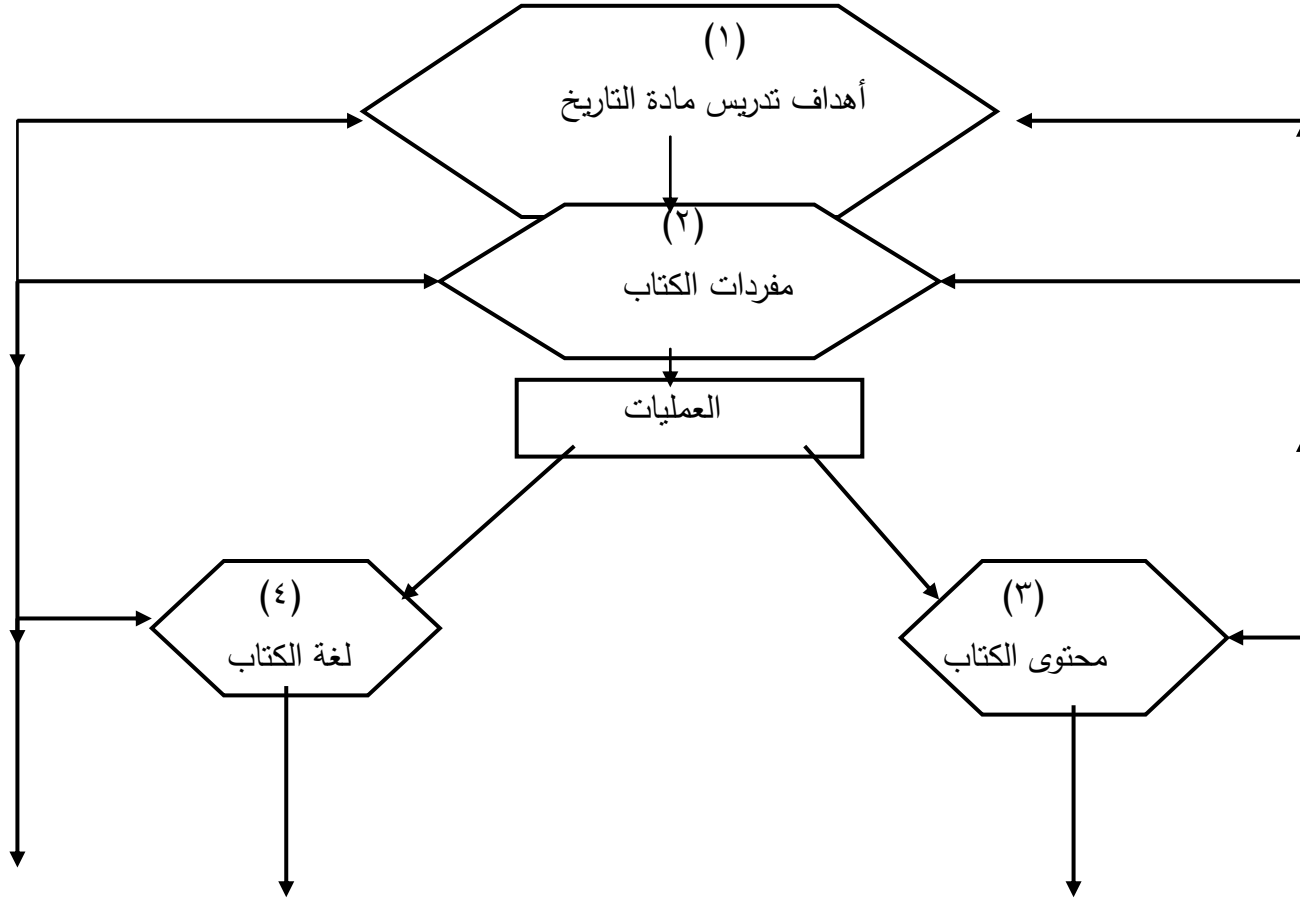 (١)
أهداف تدريس مادة التاريخ
(٢)
مفردات الكتاب
العمليات
(٣)
محتوى الكتاب
(٤)
لغة الكتاب